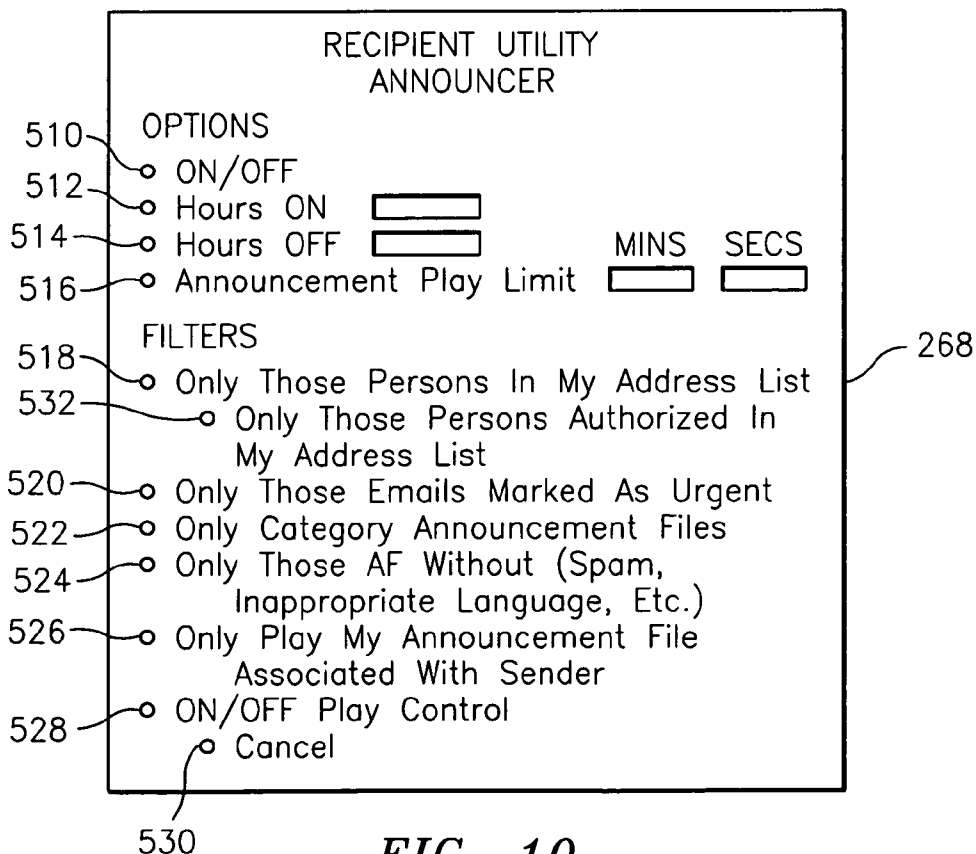 RECIPIENT UTILITY
ANNOUNCER
OPTIONS
510
ON/OFF
512
Hours ON
514
Hours OFF MINS SECS
516
Announcement Play Limit
FILTERS
268
518
Only Those Persons In My Address List
532
Only Those Persons Authorized In
My Address List
520
Only Those Emails Marked As Urgent
522
Only Category Announcement Files
524
Only Those AF Without (Spam,
Inappropriate Language, Etc.)
526
Only Play My Announcement File
Associated With Sender
528
ON/OFF Play Control
Cancel
530